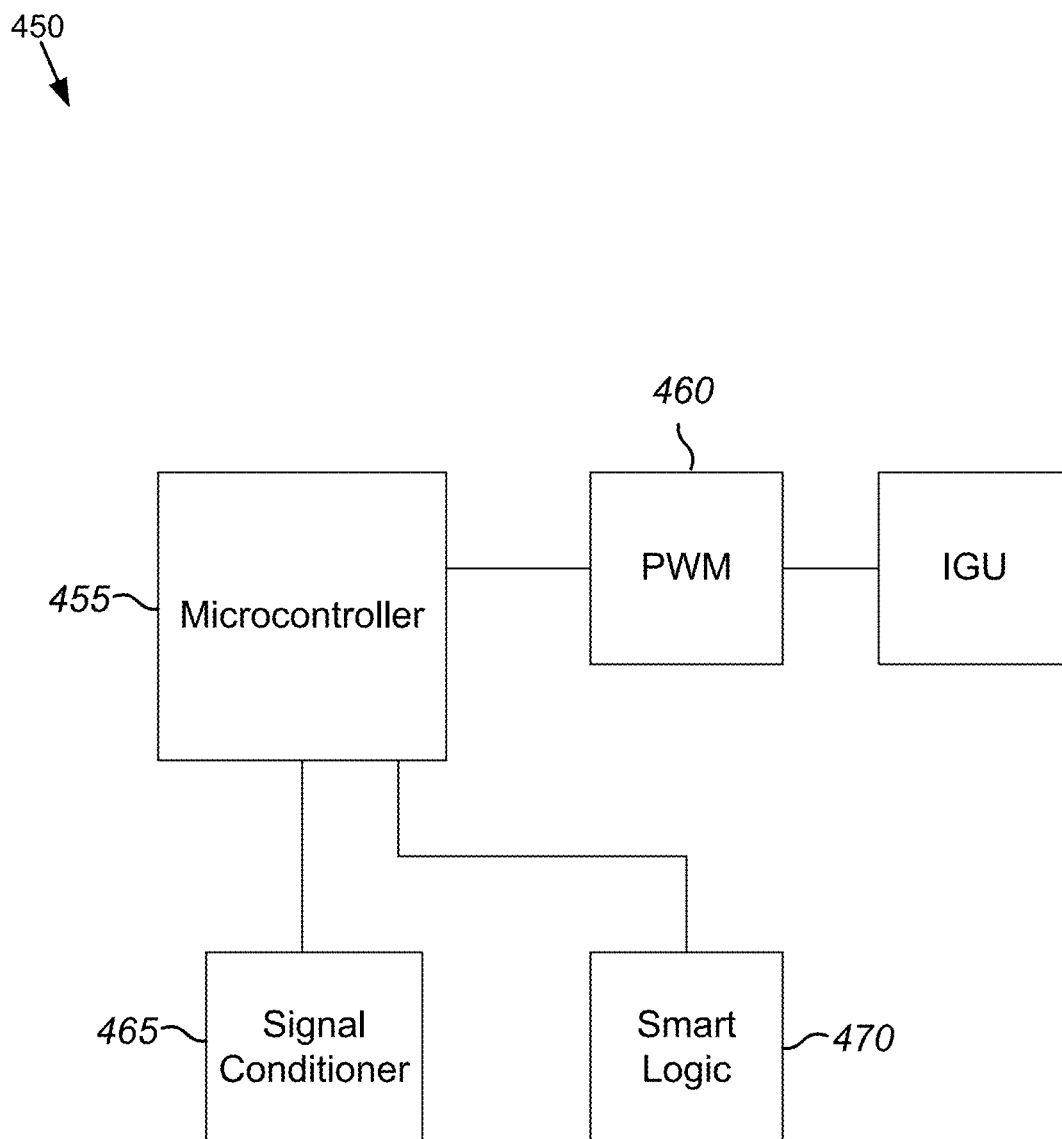 450
460
PWM
IGU
455
Microcontroller
465
Signal
Conditioner
Smart
Logic
470